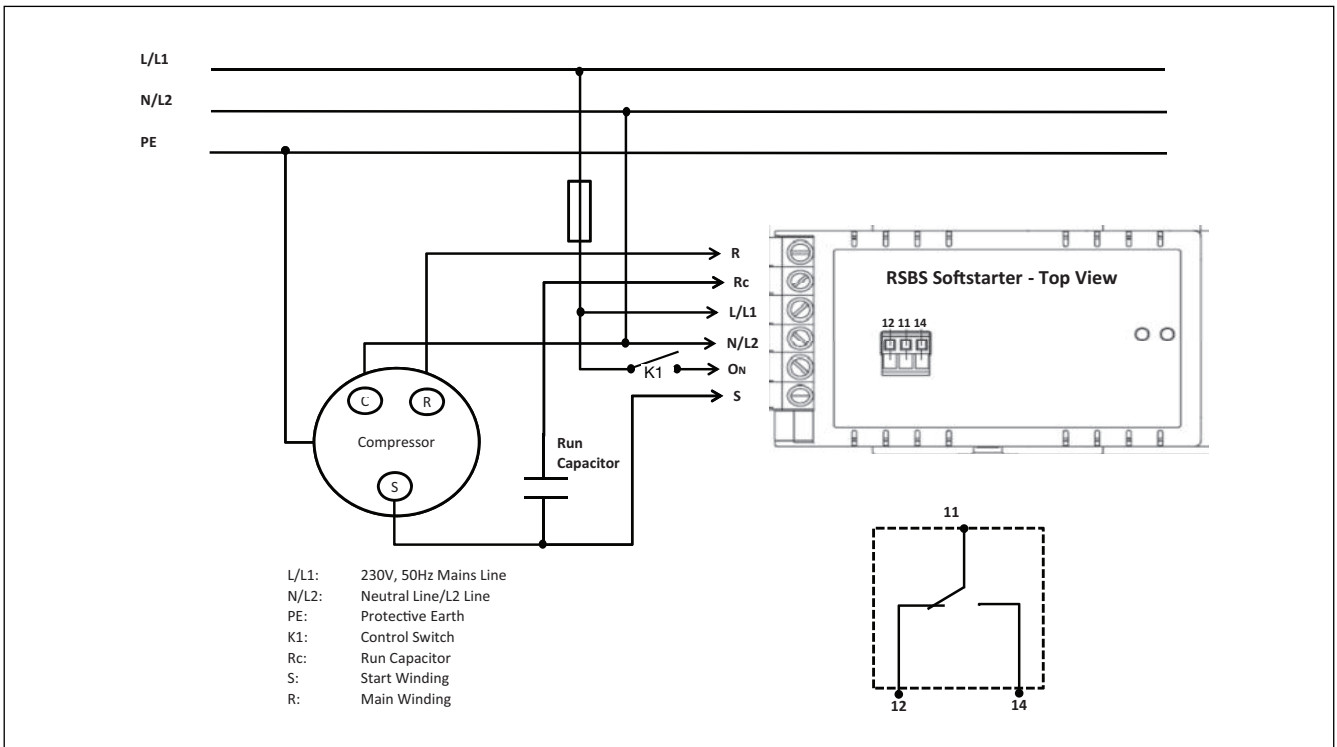 L/L1
N/L2
PE
R
Rc
L/L1
N/L2
ON
S
K1
RSBS Softstarter - Top View
12 11 14
C
R
Compressor
S
Run
Capacitor
L/L1: 230V, 50Hz Mains Line
N/L2: Neutral Line/L2 Line
PE: Protective Earth
K1: Control Switch
Rc: Run Capacitor
S: Start Winding
R: Main Winding
11
12
14